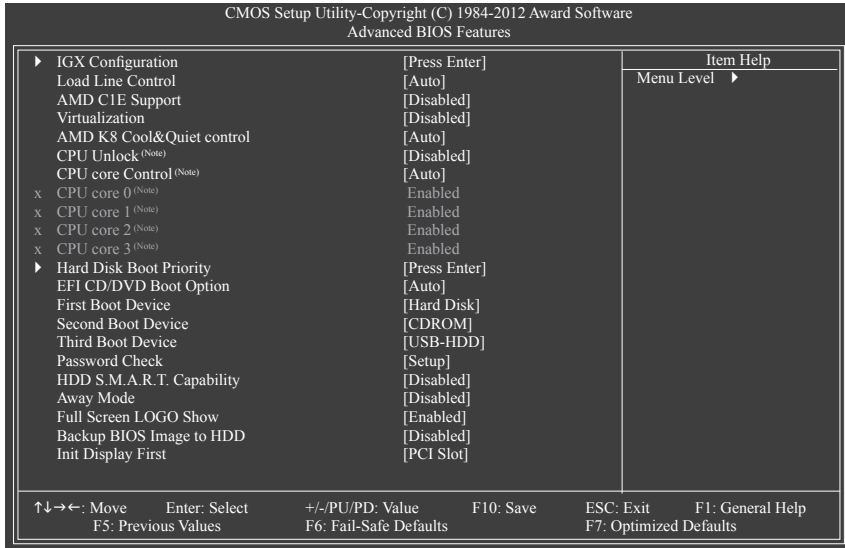 CMOS Setup Utility-Copyright (C) 1984-2012 Award Software
Advanced BIOS Features
IGX Configuration [Press Enter]
Load Line Control [Auto]
AMD C1E Support [Disabled]
Virtualization [Disabled]
AMD K8 Cool&Quiet control [Auto]
CPU Unlock (Note) [Disabled]
CPU core Control (Note) [Auto]
x CPU core 0 (Note) Enabled
x CPU core 1 (Note) Enabled
x CPU core 2 (Note) Enabled
x CPU core 3 (Note) Enabled
Hard Disk Boot Priority [Press Enter]
EFI CD/DVD Boot Option [Auto]
First Boot Device [Hard Disk]
Second Boot Device [CDROM]
Third Boot Device [USB-HDD]
Password Check [Setup]
HDD S.M.A.R.T. Capability [Disabled]
Away Mode [Disabled]
Full Screen LOGO Show [Enabled]
Backup BIOS Image to HDD [Disabled]
Init Display First [PCI Slot]
Item Help
Menu Level
↑↓→←: Move Enter: Select +/-/PU/PD: Value F10: Save ESC: Exit F1: General Help
F5: Previous Values F6: Fail-Safe Defaults F7: Optimized Defaults